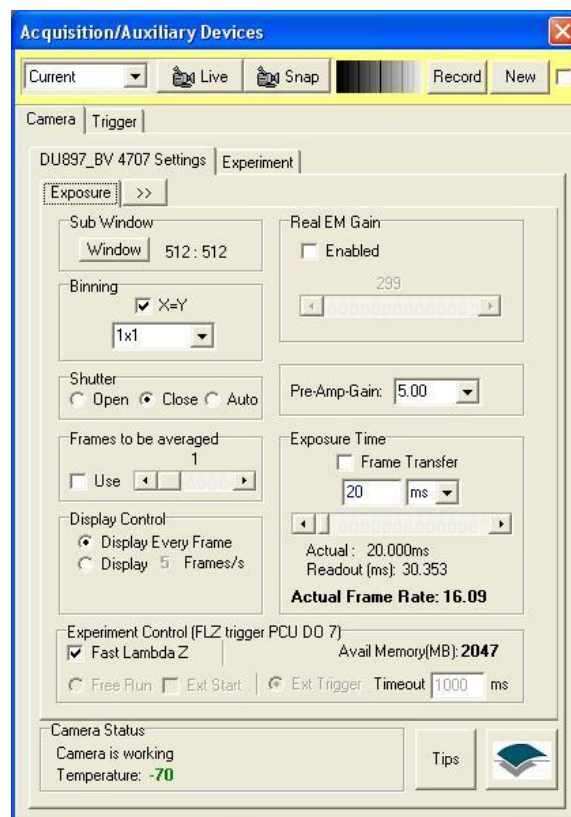 Acquisition/Auxiliary Devices
Current Live Snap Record New
Camera Trigger
DU897_BV 4707 Settings Experiment
Exposure >>
Sub Window
Window 512 : 512
Binning
X=Y
1x1
Shutter
Open Close Auto
Frames to be averaged
1
Use
Display Control
Display Every Frame
Display 5 Frames/s
Real EM Gain
Enabled
299
Pre-Amp-Gain: 5.00
Exposure Time
Frame Transfer
20 ms
Actual : 20.000ms
Readout (ms): 30.353
Actual Frame Rate: 16.09
Experiment Control (FLZ trigger PCU DO 7)
Fast Lambda Z Avail Memory(MB): 2047
Free Run Ext Start Ext Trigger Timeout 1000 ms
Camera Status
Camera is working
Temperature: -70
Tips